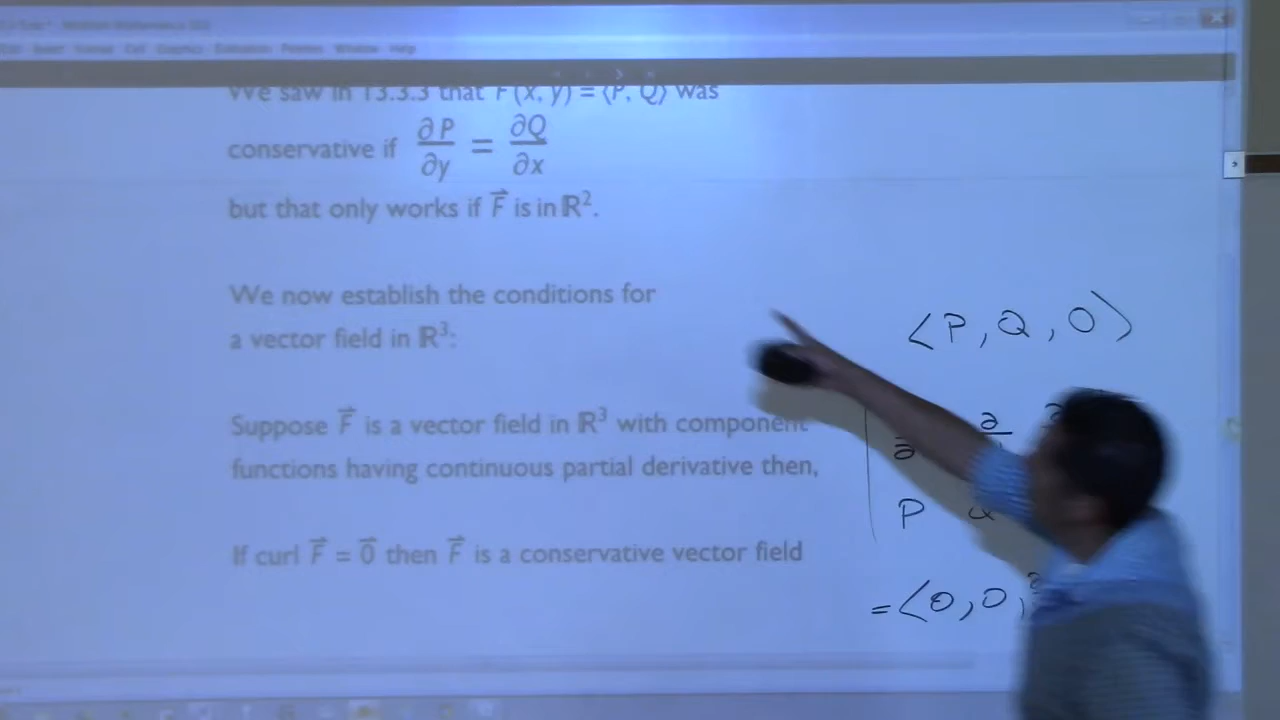 We saw in 13.3.3 that F(x, y) = ⟨P, Q⟩ was
conservative if ∂P/∂y = ∂Q/∂x
but that only works if F⃗ is in ℝ².
We now establish the conditions for
a vector field in ℝ³:
Suppose F⃗ is a vector field in ℝ³ with component
functions having continuous partial derivative then,
If curl F⃗ = 0⃗ then F⃗ is a conservative vector field
⟨P, Q, 0⟩
∂ ∂
∂
P Q
= ⟨0, 0, ∂